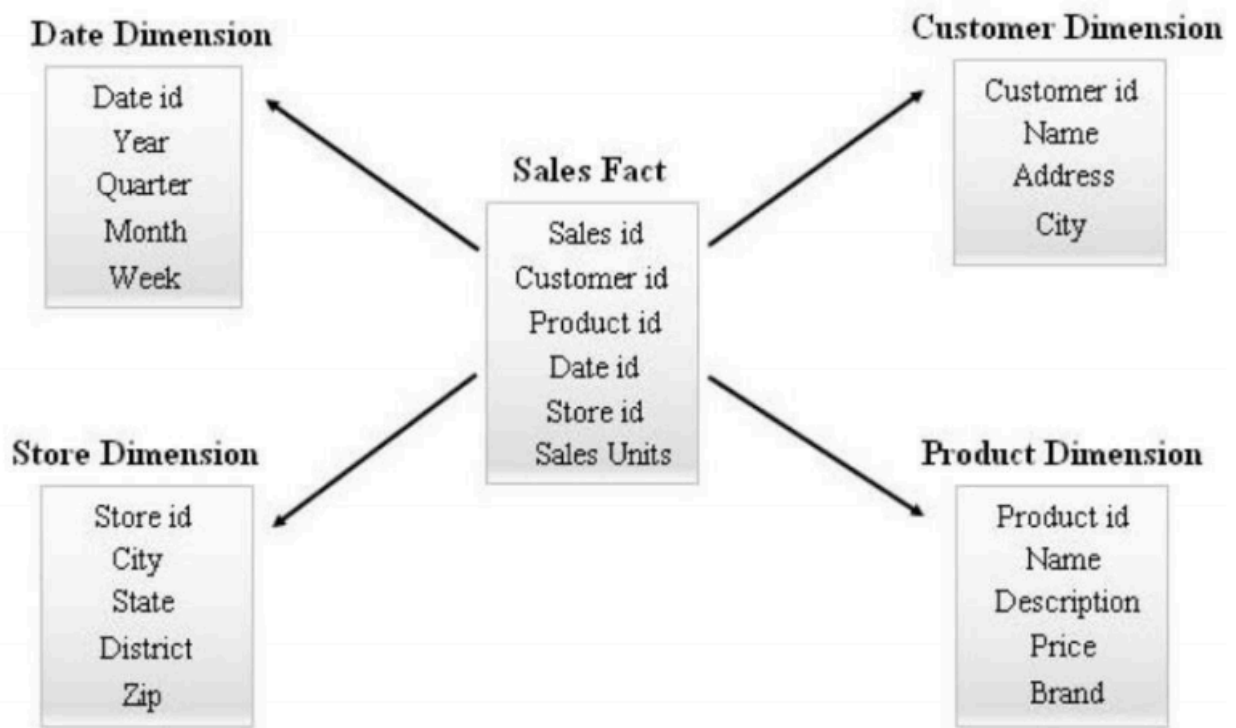 Date Dimension
Date id
Year
Quarter
Month
Week
Customer Dimension
Customer id
Name
Address
City
Sales Fact
Sales id
Customer id
Product id
Date id
Store id
Sales Units
Store Dimension
Store id
City
State
District
Zip
Product Dimension
Product id
Name
Description
Price
Brand